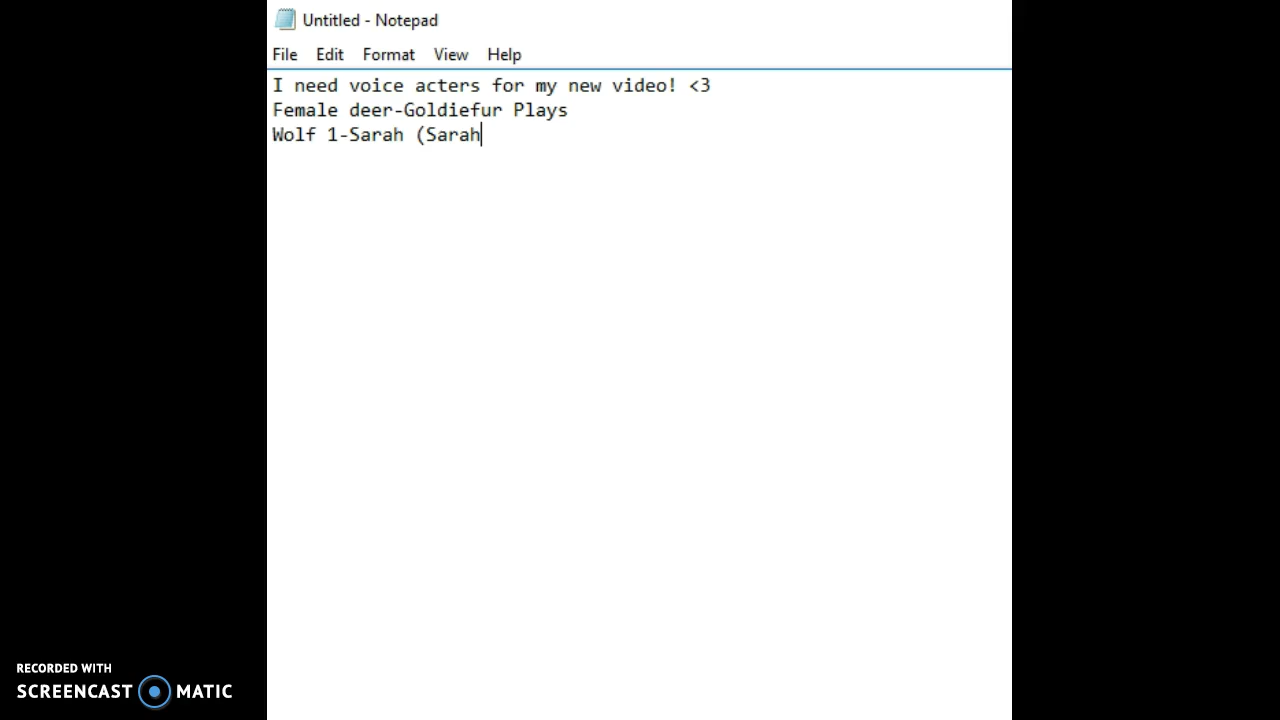 Untitled - Notepad
File Edit Format View Help
I need voice acters for my new video! <3
Female deer-Goldiefur Plays
Wolf 1-Sarah (Sarah
RECORDED WITH
SCREENCAST MATIC